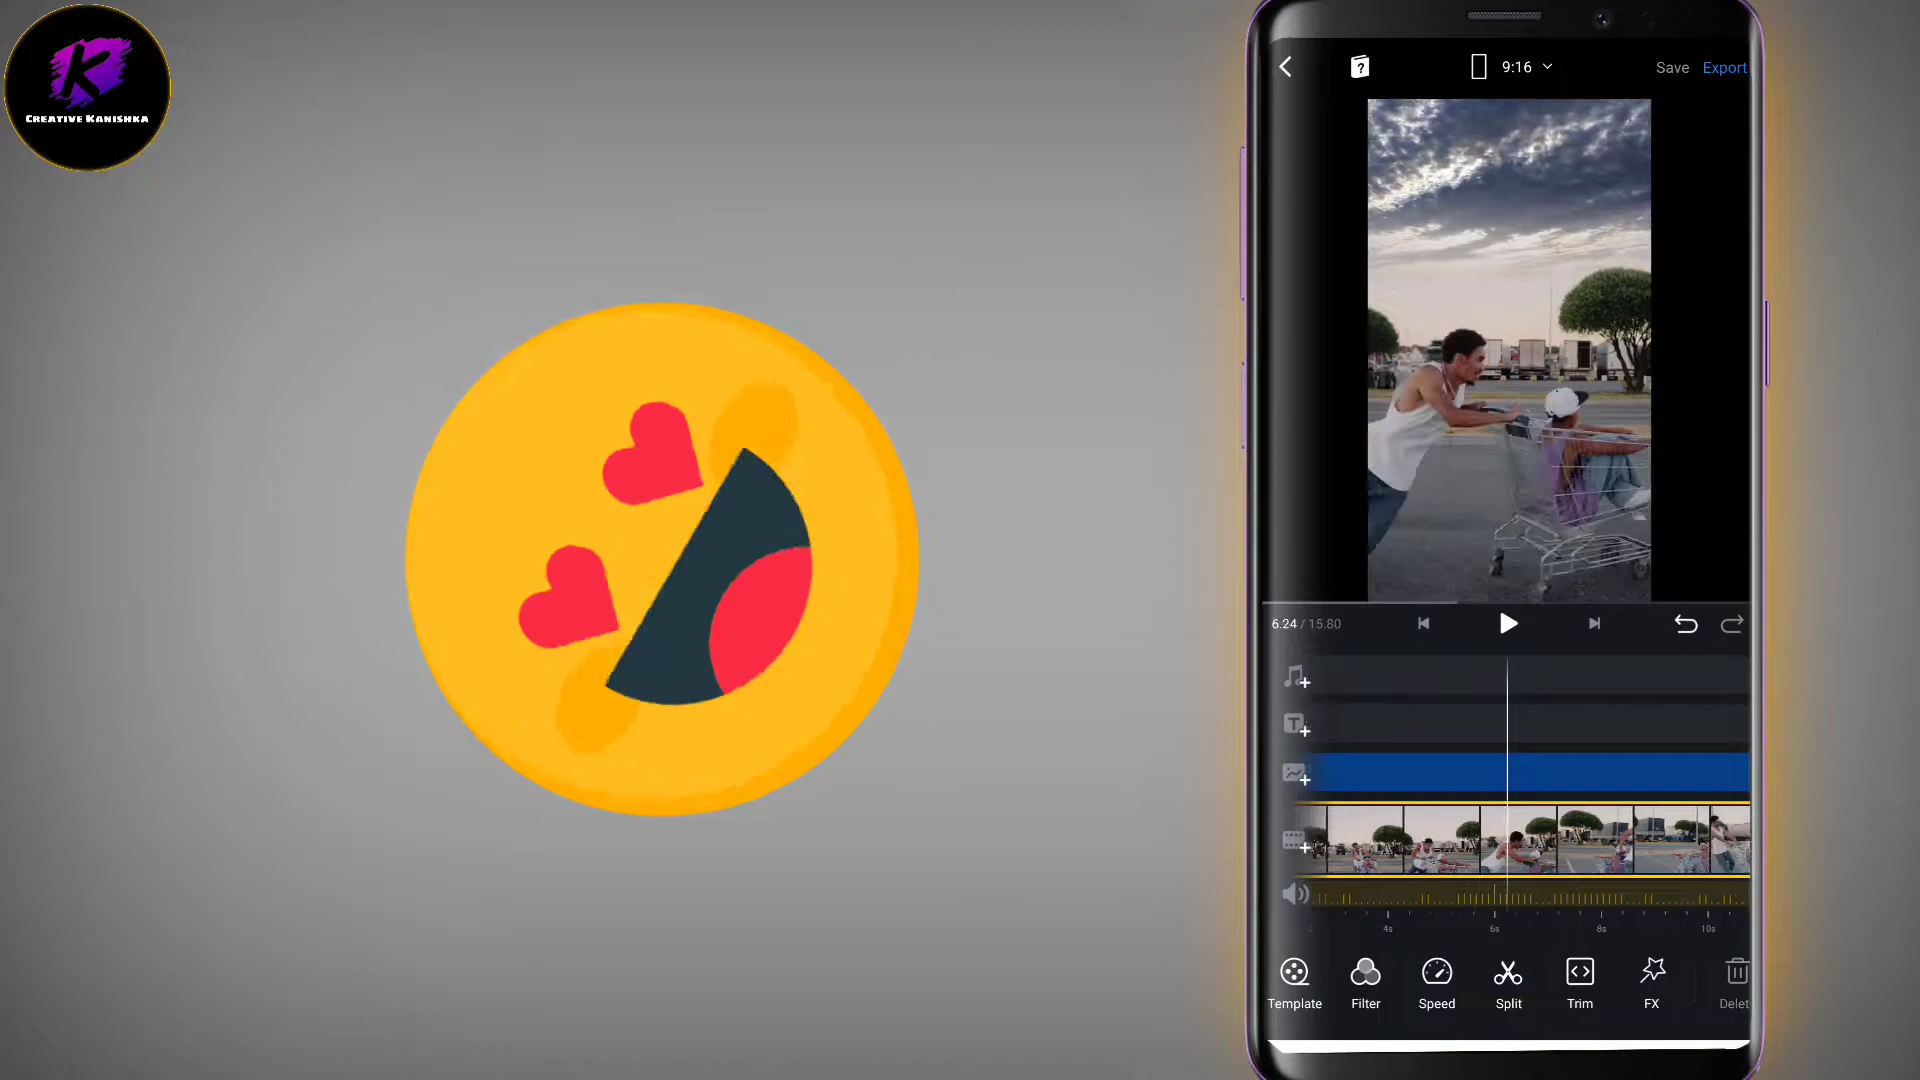 K
CREATIVE KANISHKA
9:16
Save
Export
6.24 / 15.80
4s
6s
8s
10s
Template
Filter
Speed
Split
Trim
FX
Delet